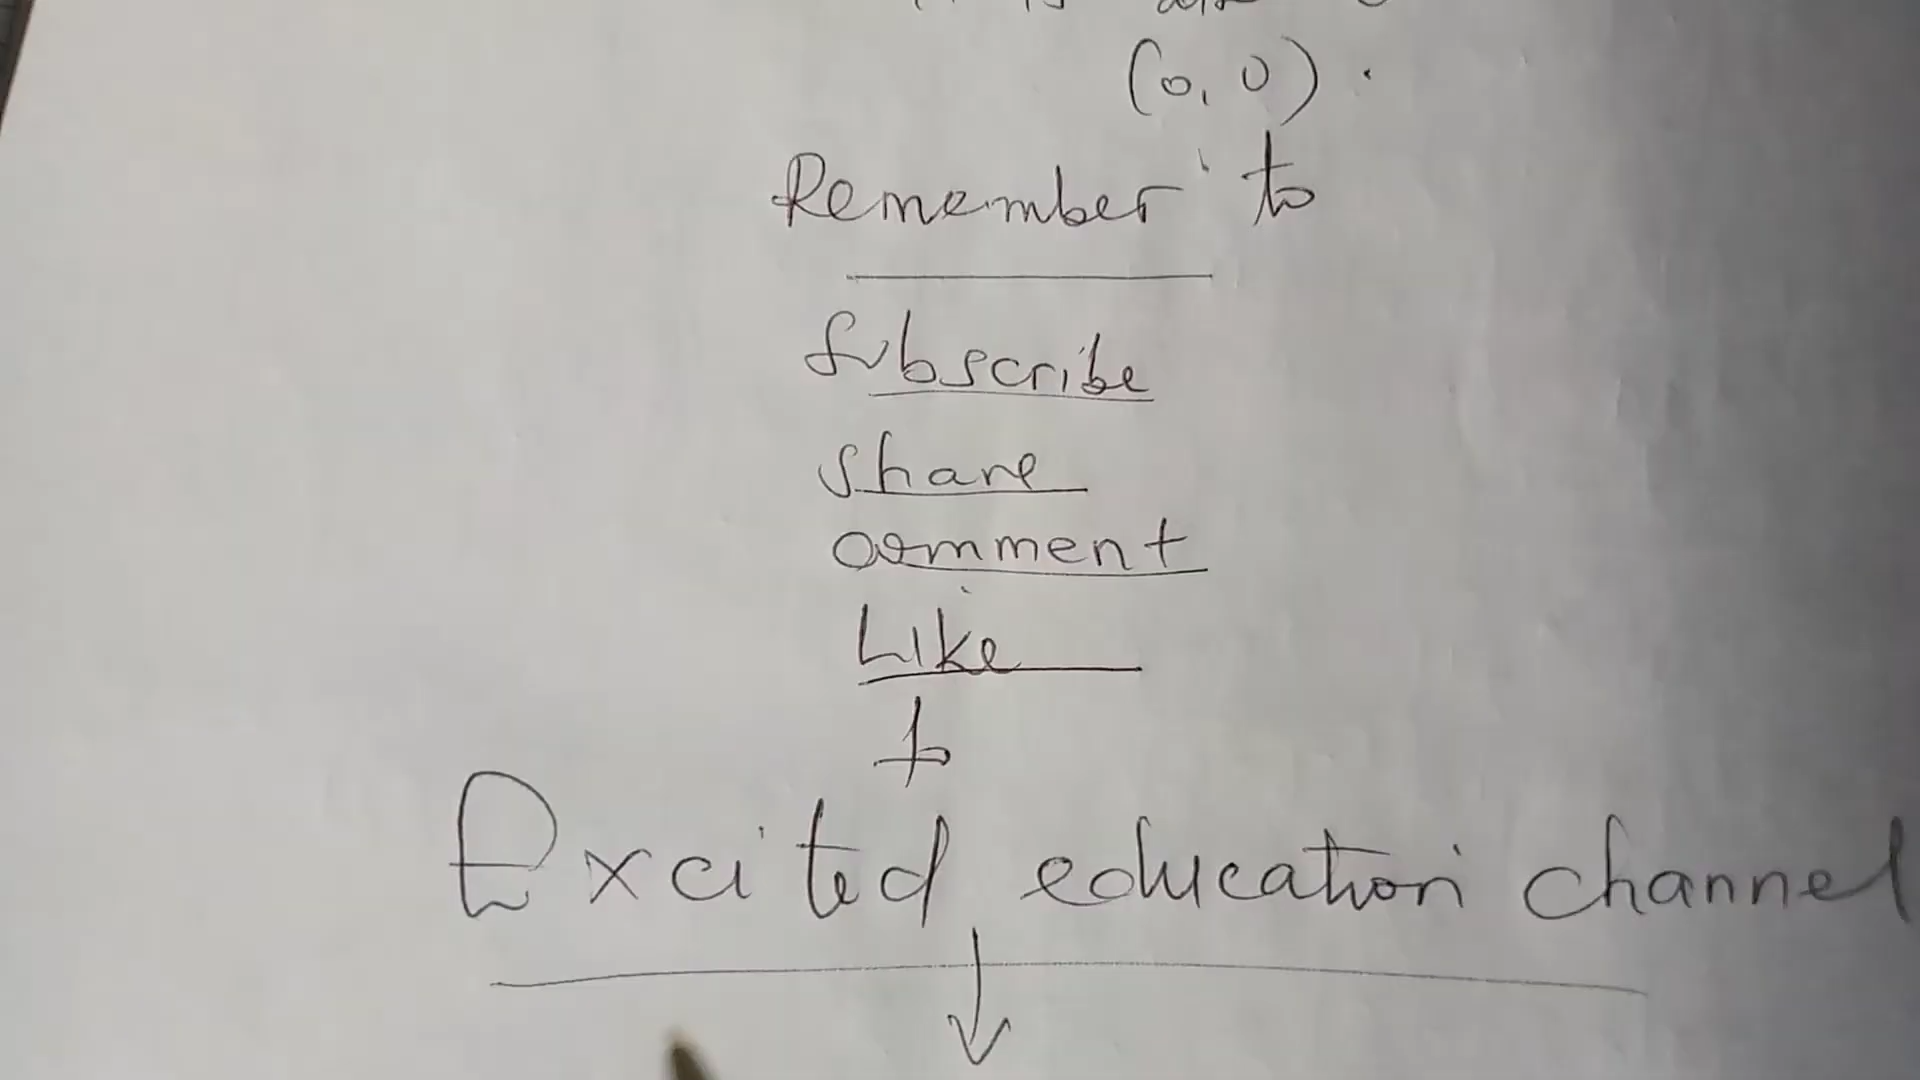 (0, 0).
Remember to
Subscribe
Share
comment
Like
to
Excited education channel